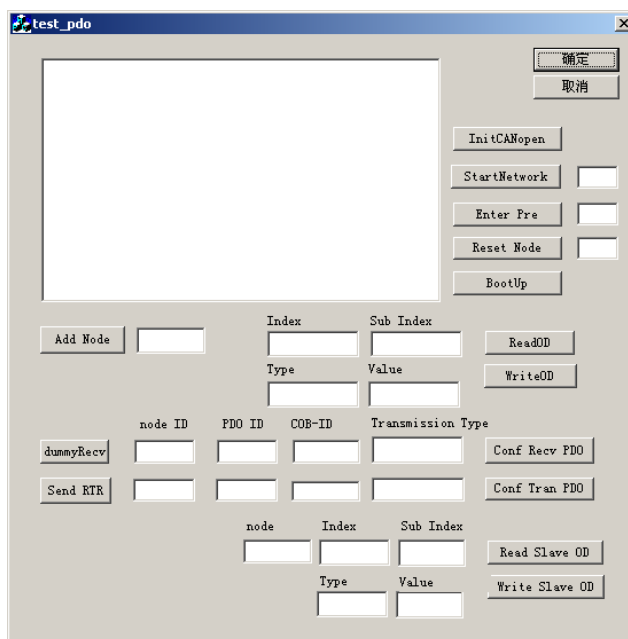 test_pdo
确定
取消
InitCANopen
StartNetwork
Enter Pre
Reset Node
BootUp
Index Sub Index
Add Node ReadOD
Type Value
WriteOD
node ID PDO ID COB-ID Transmission Type
dummyRecv Conf Recv PDO
Send RTR Conf Tran PDO
node Index Sub Index
Read Slave OD
Type Value
Write Slave OD